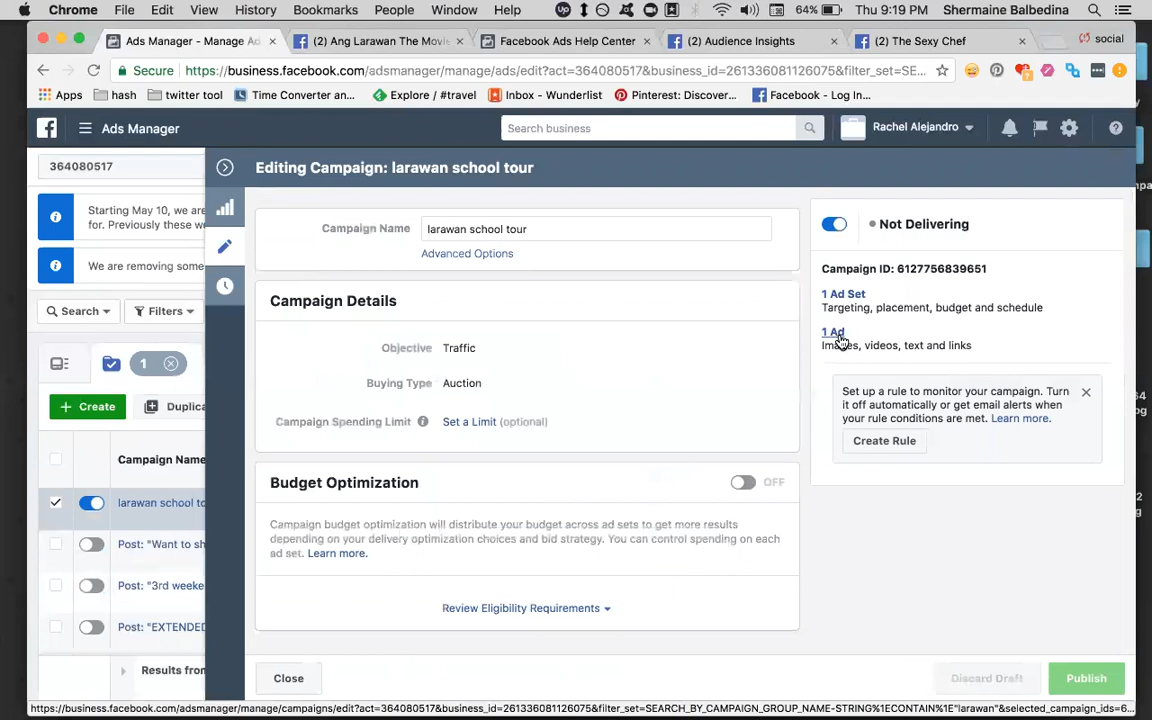 Chrome File Edit View History Bookmarks People Window Help 64% Thu 9:19 PM Shermaine Balbedina
Ads Manager - Manage Ad (2) Ang Larawan The Movi Facebook Ads Help Center (2) Audience Insights (2) The Sexy Chef social
Secure https://business.facebook.com/adsmanager/manage/ads/edit?act=364080517&business_id=261336081126075&filter_set=SE...
Apps hash twitter tool Time Converter an... Explore / #travel Inbox - Wunderlist Pinterest: Discover... Facebook - Log In...
Ads Manager Search business Rachel Alejandro
364080517 Editing Campaign: larawan school tour
Starting May 10, we are
for. Previously these we
We are removing some
Search Filters
1
Create Duplica
Campaign Name
larawan school to
Post: "Want to sh
Post: "3rd weeke
Post: "EXTENDED
Results from
Campaign Name larawan school tour
Advanced Options
Campaign Details
Objective Traffic
Buying Type Auction
Campaign Spending Limit Set a Limit (optional)
Budget Optimization OFF
Campaign budget optimization will distribute your budget across ad sets to get more results
depending on your delivery optimization choices and bid strategy. You can control spending on each
ad set. Learn more.
Review Eligibility Requirements
Close Discard Draft Publish
Not Delivering
Campaign ID: 6127756839651
1 Ad Set
Targeting, placement, budget and schedule
1 Ad
Images, videos, text and links
Set up a rule to monitor your campaign. Turn
it off automatically or get email alerts when
your rule conditions are met. Learn more.
Create Rule
https://business.facebook.com/adsmanager/manage/campaigns/edit?act=364080517&business_id=261336081126075&filter_set=SEARCH_BY_CAMPAIGN_GROUP_NAME-STRING%1ECONTAIN%1E"larawan"&selected_campaign_ids=6...